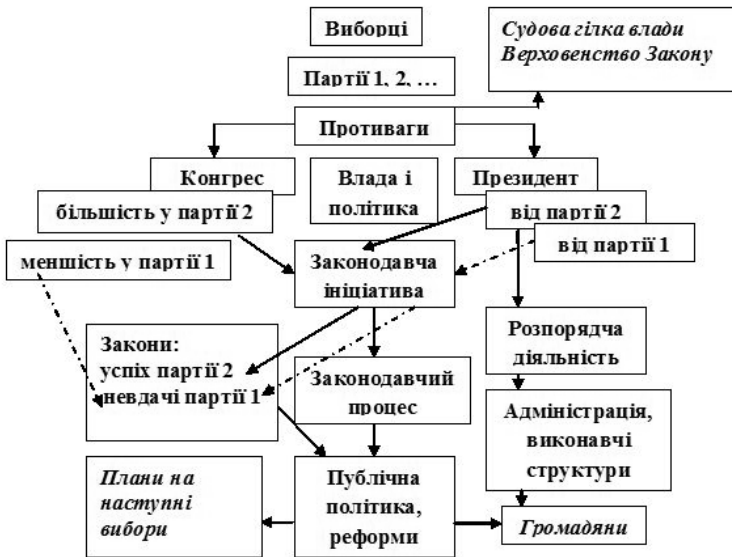 Виборці
Судова гілка влади
Верховенство Закону
Партії 1, 2, …
Противаги
Конгрес
Влада і
політика
Президент
більшість у партії 2
від партії 2
меншість у партії 1
від партії 1
Законодавча
ініціатива
Закони:
успіх партії 2
невдачі партії 1
Законодавчий
процес
Розпорядча
діяльність
Адміністрація,
виконавчі
структури
Плани на
наступні
вибори
Публічна
політика,
реформи
Громадяни